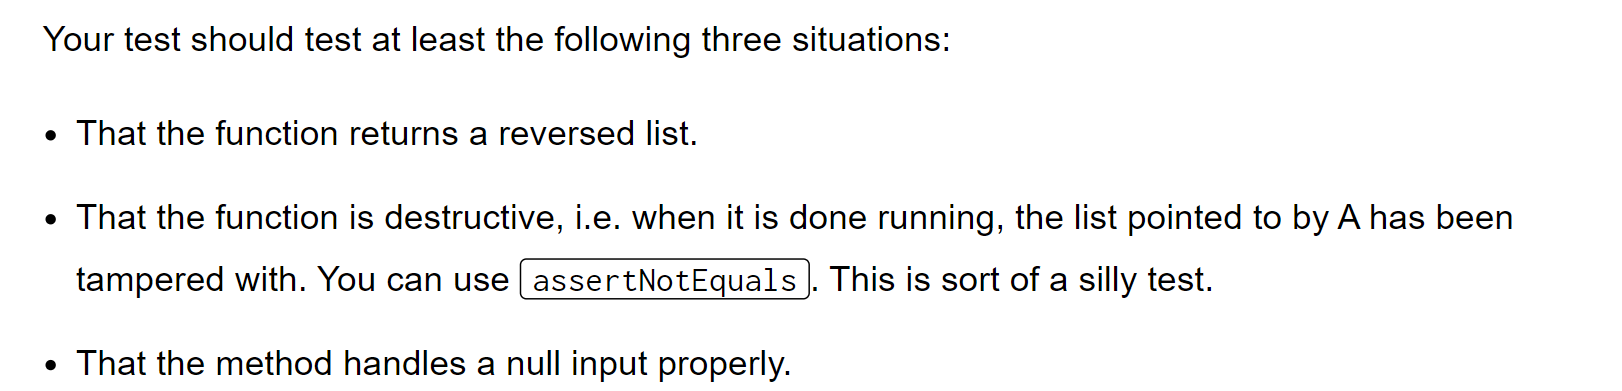 Your test should test at least the following three situations:
• That the function returns a reversed list.
• That the function is destructive, i.e. when it is done running, the list pointed to by A has been
tampered with. You can use assertNotEquals. This is sort of a silly test.
• That the method handles a null input properly.